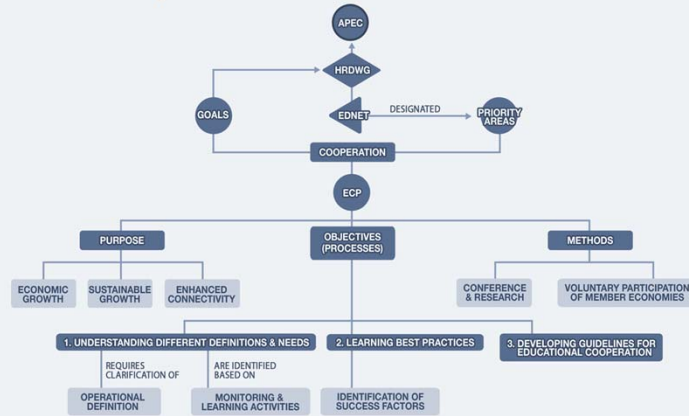 APEC
HRDWG
GOALS
EDNET
DESIGNATED
PRIORITY
AREAS
COOPERATION
ECP
PURPOSE
OBJECTIVES
(PROCESSES)
METHODS
ECONOMIC
GROWTH
SUSTAINABLE
GROWTH
ENHANCED
CONNECTIVITY
CONFERENCE
& RESEARCH
VOLUNTARY PARTICIPATION
OF MEMBER ECONOMIES
1. UNDERSTANDING DIFFERENT DEFINITIONS & NEEDS
2. LEARNING BEST PRACTICES
3. DEVELOPING GUIDELINES FOR
EDUCATIONAL COOPERATION
REQUIRES
CLARIFICATION OF
ARE IDENTIFIED
BASED ON
OPERATIONAL
DEFINITION
MONITORING &
LEARNING ACTIVITIES
IDENTIFICATION OF
SUCCESS FACTORS